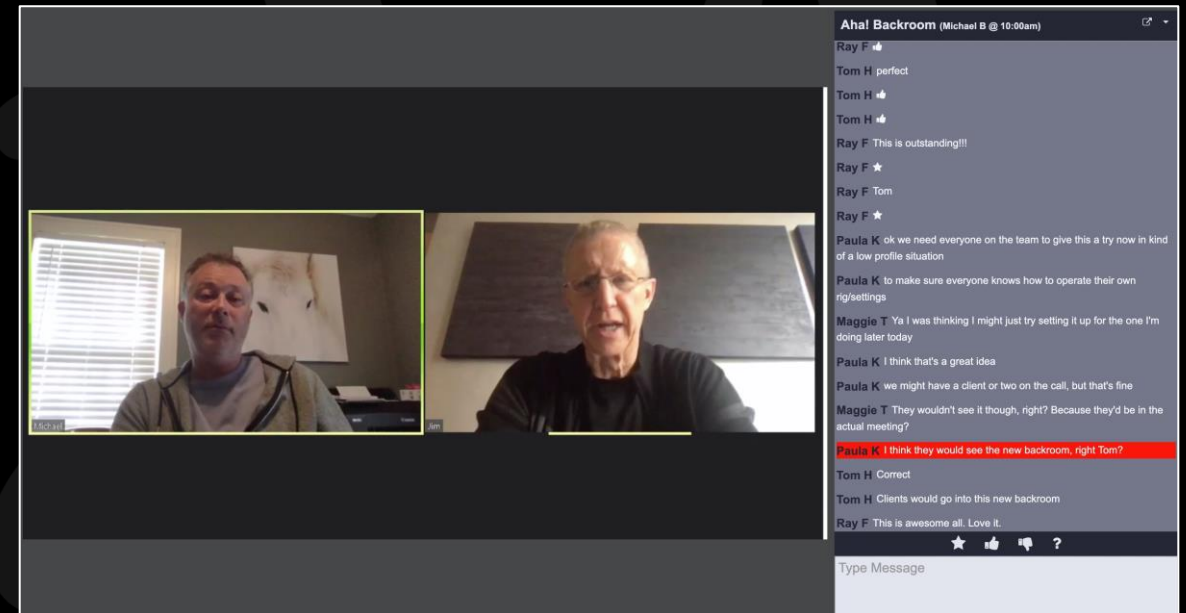 Aha! Backroom (Michael B @ 10:00am)
Ray F
Tom H perfect
Tom H
Tom H
Ray F This is outstanding!!!
Ray F
Ray F Tom
Ray F
Paula K ok we need everyone on the team to give this a try now in kind
of a low profile situation
Paula K to make sure everyone knows how to operate their own
rig/settings
Maggie T Ya I was thinking I might just try setting it up for the one I'm
doing later today
Paula K I think that's a great idea
Paula K we might have a client or two on the call, but that's fine
Maggie T They wouldn't see it though, right? Because they'd be in the
actual meeting?
Paula K I think they would see the new backroom, right Tom?
Tom H Correct
Tom H Clients would go into this new backroom
Ray F This is awesome all. Love it.
?
Type Message